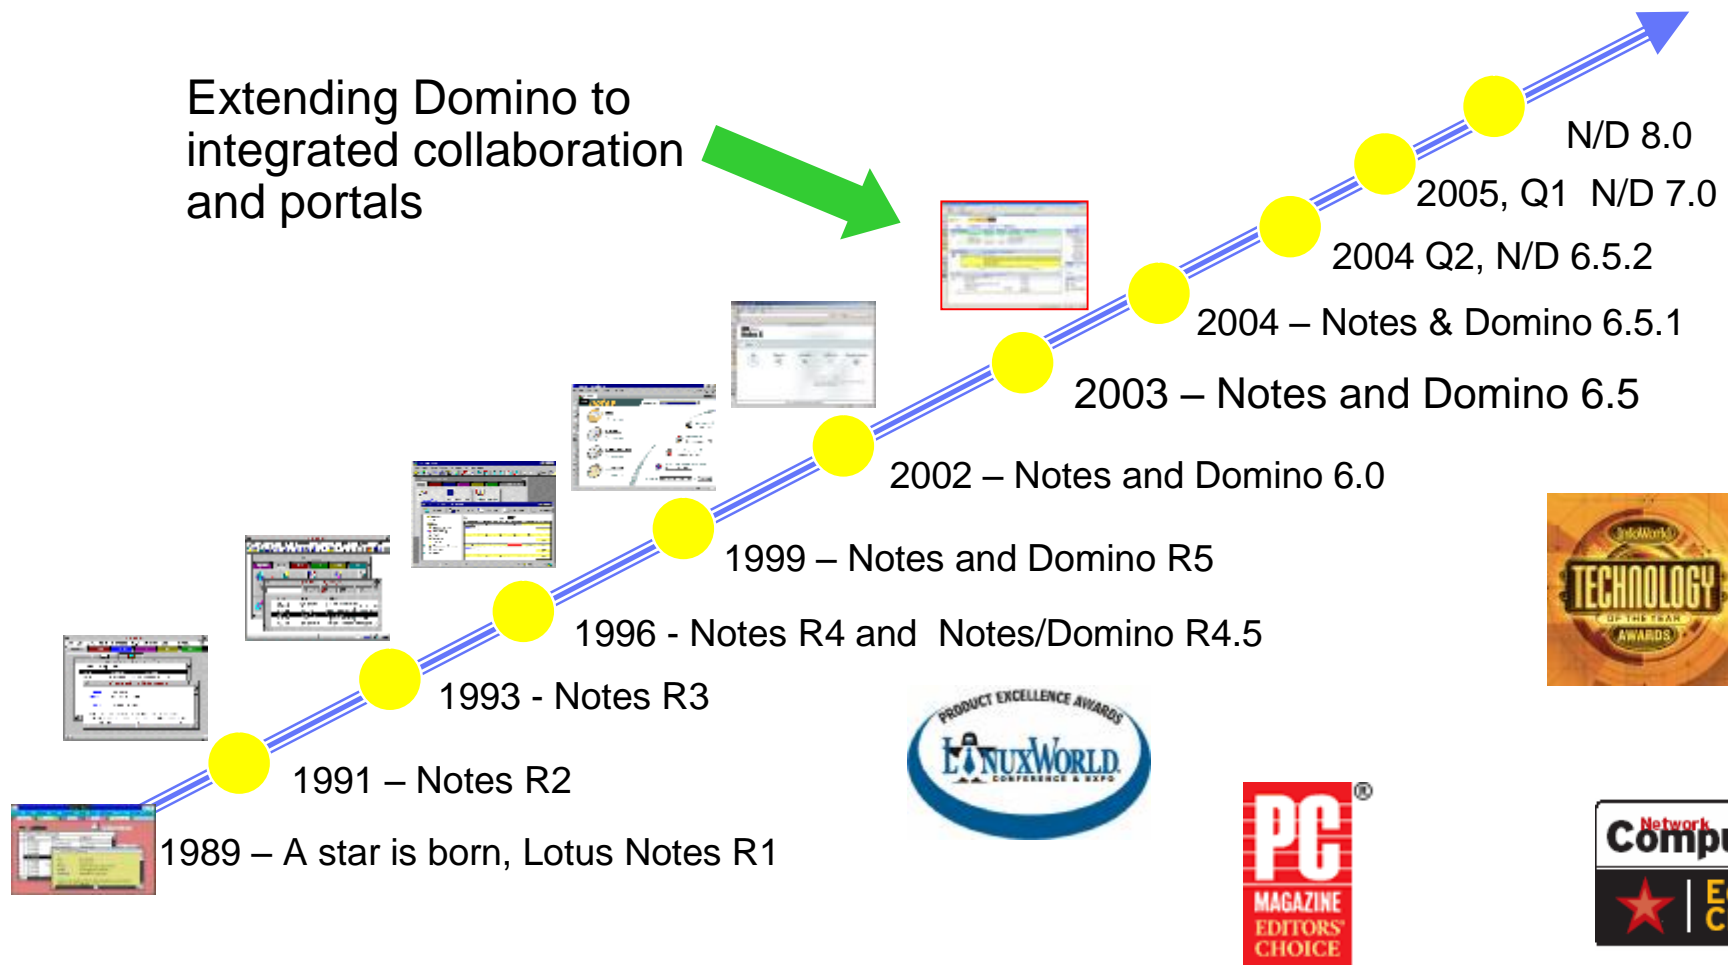 Extending Domino to
integrated collaboration
and portals
N/D 8.0
2005, Q1  N/D 7.0
2004 Q2, N/D 6.5.2
2004 – Notes & Domino 6.5.1
2003 – Notes and Domino 6.5
2002 – Notes and Domino 6.0
1999 – Notes and Domino R5
1996 - Notes R4 and  Notes/Domino R4.5
1993 - Notes R3
1991 – Notes R2
1989 – A star is born, Lotus Notes R1
InfoWorld
TECHNOLOGY
OF THE YEAR
AWARDS
PRODUCT EXCELLENCE AWARDS
LINUXWORLD
CONFERENCE & EXPO
PC
MAGAZINE
EDITORS'
CHOICE
®
Network